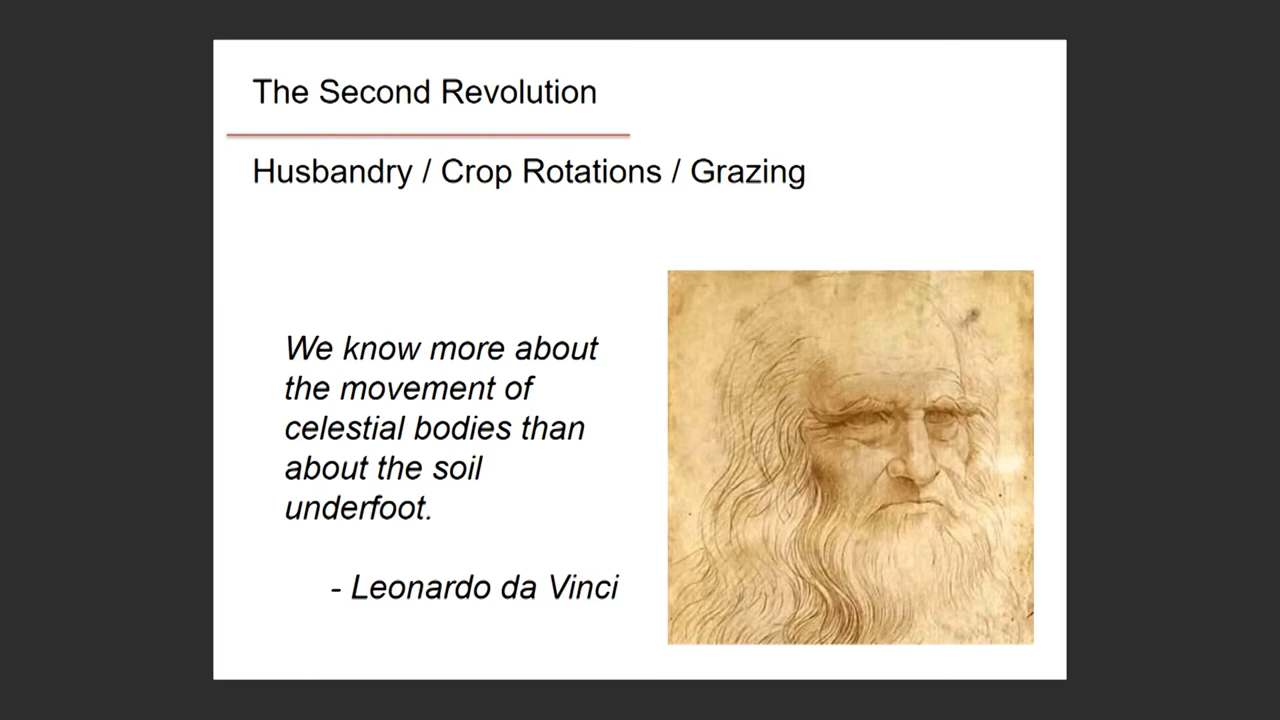 The Second Revolution
Husbandry / Crop Rotations / Grazing
We know more about
the movement of
celestial bodies than
about the soil
underfoot.
- Leonardo da Vinci